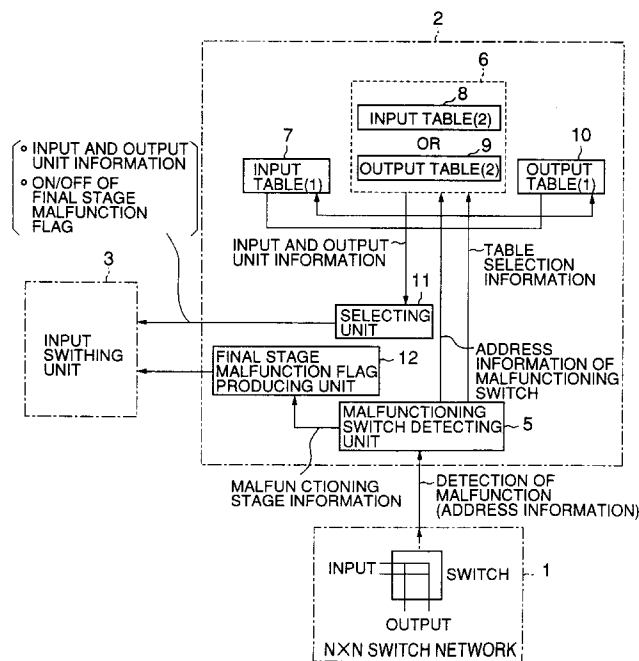 2
6
8
INPUT TABLE(2)
OR
9
OUTPUT TABLE(2)
7
INPUT
TABLE(1)
10
OUTPUT
TABLE(1)
INPUT AND OUTPUT
UNIT INFORMATION
ON/OFF OF
FINAL STAGE
MALFUNCTION
FLAG
INPUT AND OUTPUT
UNIT INFORMATION
TABLE
SELECTION
INFORMATION
3
INPUT
SWITHING
UNIT
11
SELECTING
UNIT
FINAL STAGE
MALFUNCTION FLAG
PRODUCING UNIT
12
ADDRESS
INFORMATION OF
MALFUNCTIONING
SWITCH
MALFUNCTIONING
SWITCH DETECTING
UNIT
5
MALFUN CTIONING
STAGE INFORMATION
DETECTION OF
MALFUNCTION
(ADDRESS INFORMATION)
INPUT
SWITCH
1
OUTPUT
N×N SWITCH NETWORK